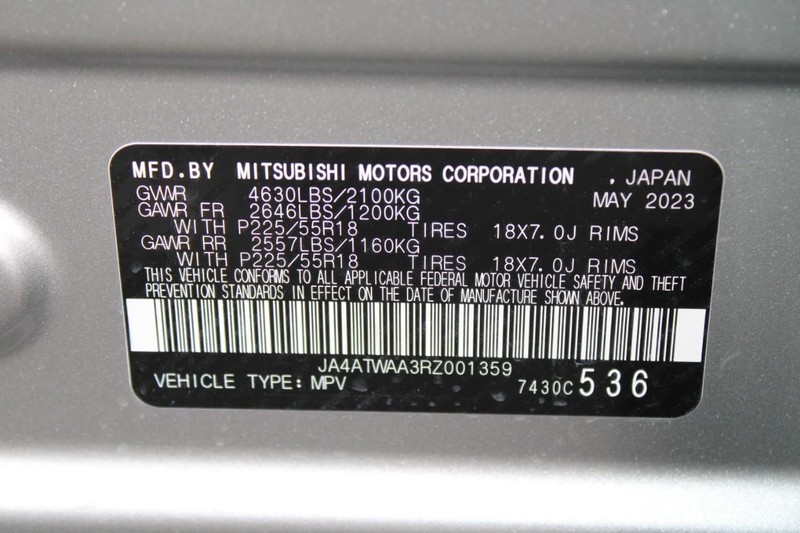 MFD.BY MITSUBISHI MOTORS CORPORATION , JAPAN
GVWR 4630LBS/2100KG MAY 2023
GAWR FR 2646LBS/1200KG
WITH P225/55R18 TIRES 18X7.0J RIMS
GAWR RR 2557LBS/1160KG
WITH P225/55R18 TIRES 18X7.0J RIMS
THIS VEHICLE CONFORMS TO ALL APPLICABLE FEDERAL MOTOR VEHICLE SAFETY AND THEFT
PREVENTION STANDARDS IN EFFECT ON THE DATE OF MANUFACTURE SHOWN ABOVE.
JA4ATWAA3RZ001359
VEHICLE TYPE: MPV 7430C 536